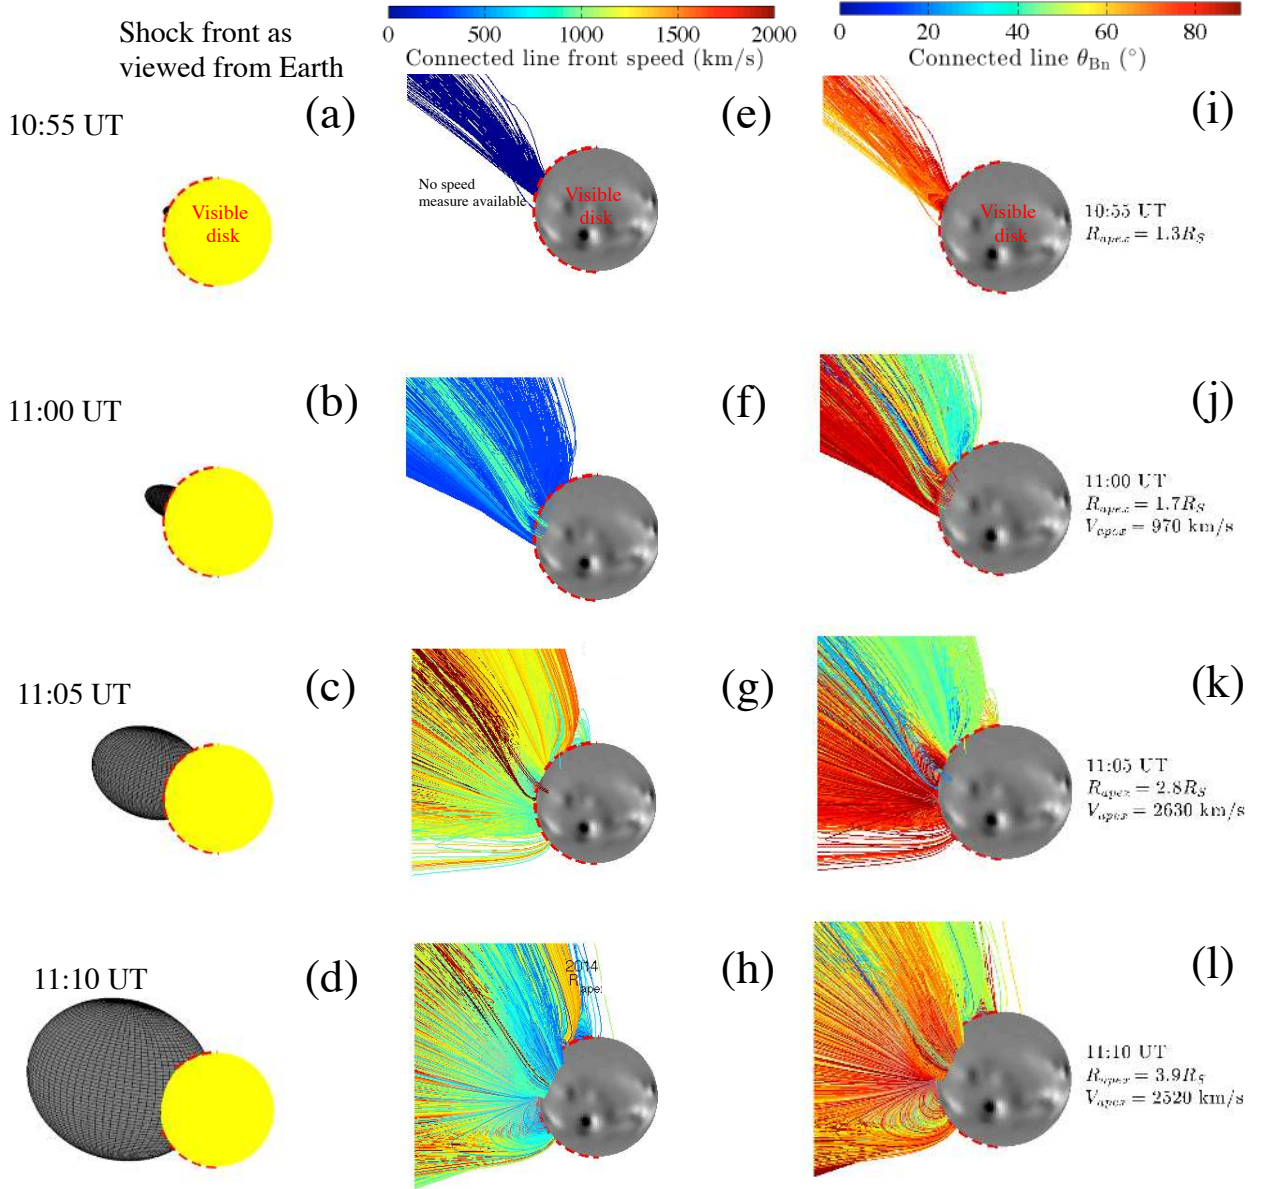 Shock front as
viewed from Earth
0 500 1000 1500 2000
Connected line front speed (km/s)
0 20 40 60 80
Connected line θBn (°)
10:55 UT
(a)
Visible
disk
(e)
No speed
measure available
Visible
disk
(i)
Visible
disk
10:55 UT
Rapex = 1.3RS
11:00 UT
(b)
(f)
(j)
11:00 UT
Rapex = 1.7RS
Vapex = 970 km/s
11:05 UT
(c)
(g)
(k)
11:05 UT
Rapex = 2.8RS
Vapex = 2630 km/s
11:10 UT
(d)
(h)
2014
Rape:
(l)
11:10 UT
Rapex = 3.9RS
Vapex = 2520 km/s